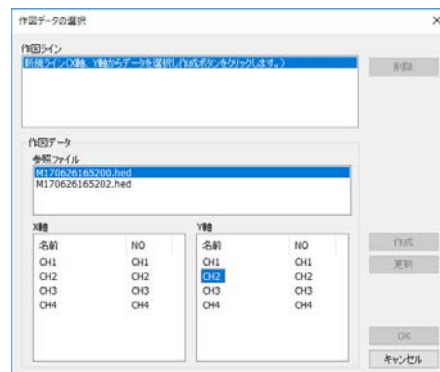 作図データの選択
作図ライン
新規ライン(X軸、Y軸からデータを選択し作成ボタンをクリックします。)
削除
作図データ
参照ファイル
M170626165200.hed
M170626165202.hed
X軸
Y軸
名前 NO 名前 NO
CH1 CH1 CH1 CH1
CH2 CH2 CH2 CH2
CH3 CH3 CH3 CH3
CH4 CH4 CH4 CH4
作成
更新
OK
キャンセル